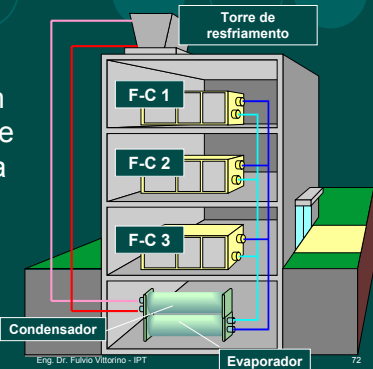 Torre de
resfriamento
F-C 1
F-C 2
F-C 3
Condensador
Eng. Dr. Fulvio Vittorino - IPT
Evaporador
72